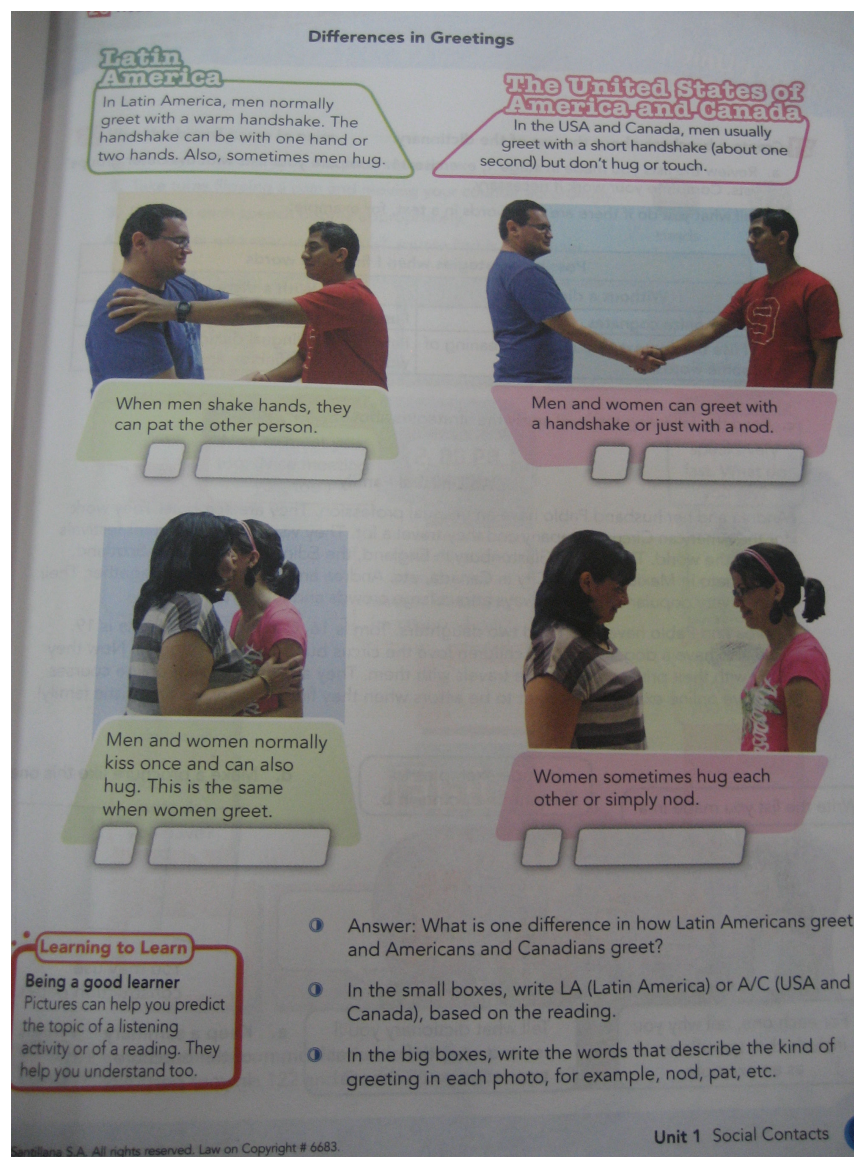 Differences in Greetings
Latin
America
In Latin America, men normally
greet with a warm handshake. The
handshake can be with one hand or
two hands. Also, sometimes men hug.
The United States of
America and Canada
In the USA and Canada, men usually
greet with a short handshake (about one
second) but don't hug or touch.
When men shake hands, they
can pat the other person.
Men and women can greet with
a handshake or just with a nod.
Men and women normally
kiss once and can also
hug. This is the same
when women greet.
Women sometimes hug each
other or simply nod.
Learning to Learn
Being a good learner
Pictures can help you predict
the topic of a listening
activity or of a reading. They
help you understand too.
Answer: What is one difference in how Latin Americans greet
and Americans and Canadians greet?
In the small boxes, write LA (Latin America) or A/C (USA and
Canada), based on the reading.
In the big boxes, write the words that describe the kind of
greeting in each photo, for example, nod, pat, etc.
Unit 1 Social Contacts
Santillana S.A. All rights reserved. Law on Copyright # 6683.